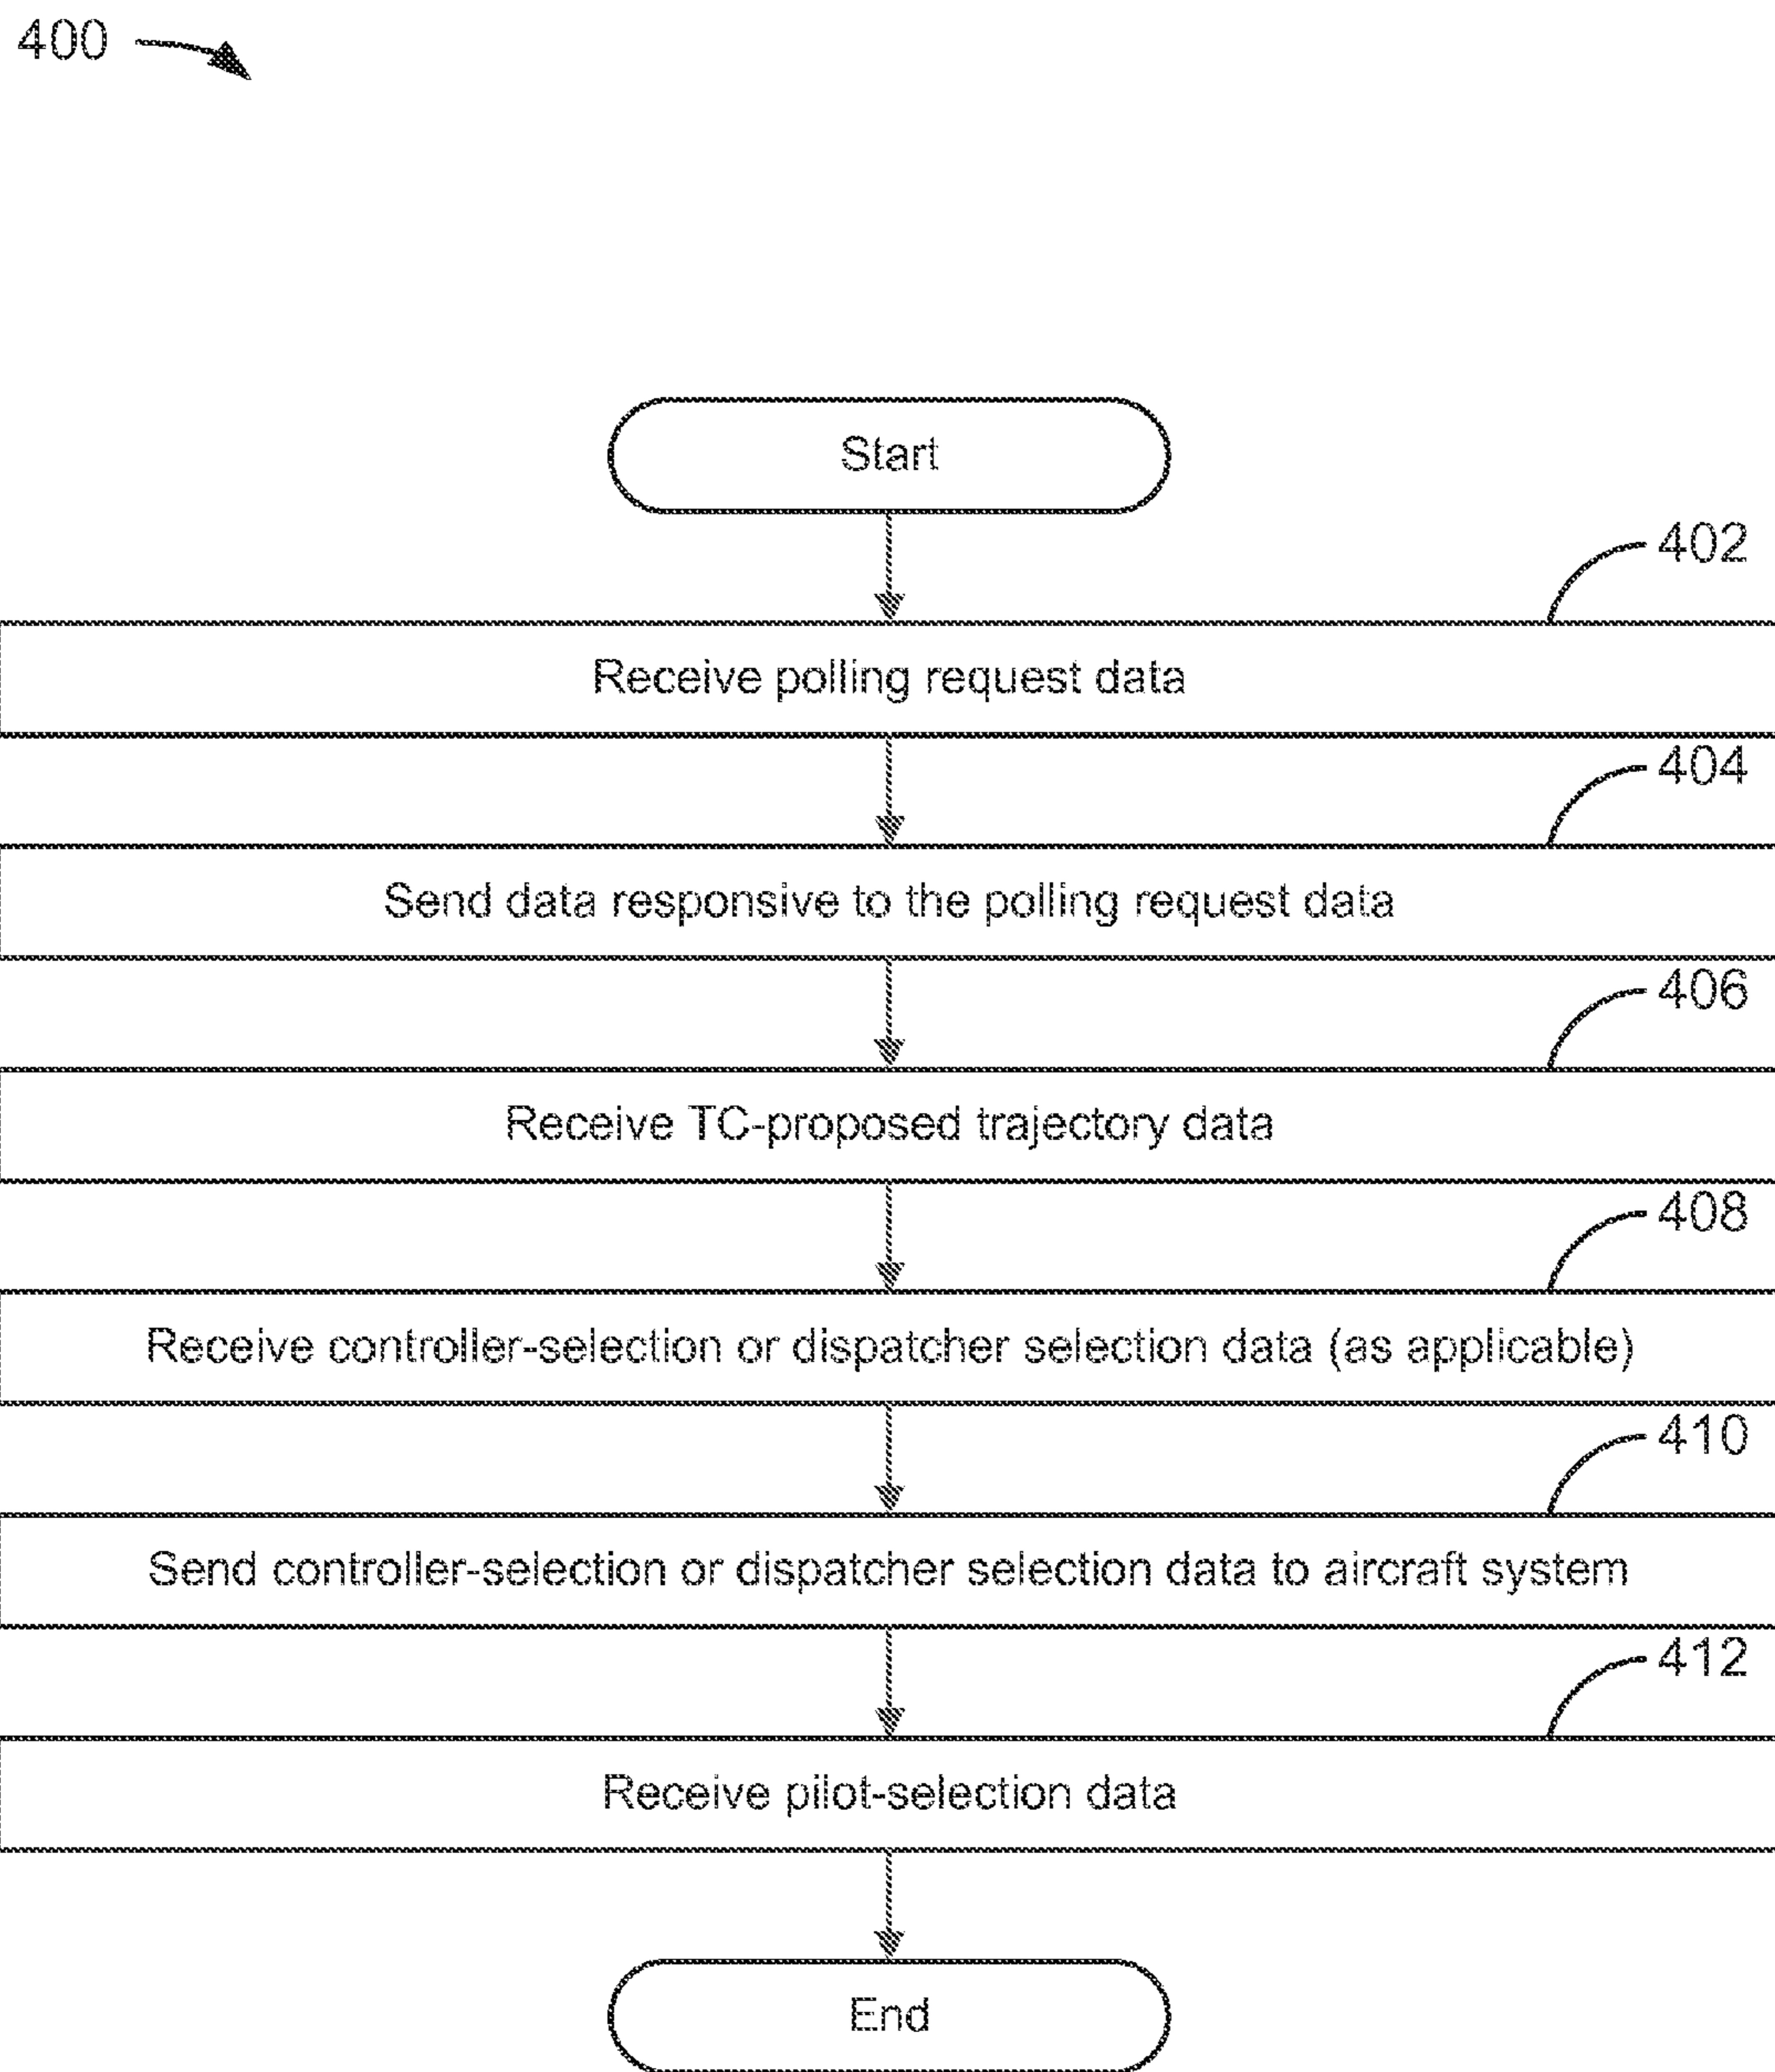 400
Start
402
Receive polling request data
404
Send data responsive to the polling request data
406
Receive TC-proposed trajectory data
408
Receive controller-selection or dispatcher selection data (as applicable)
410
Send controller-selection or dispatcher selection data to aircraft system
412
Receive pilot-selection data
End